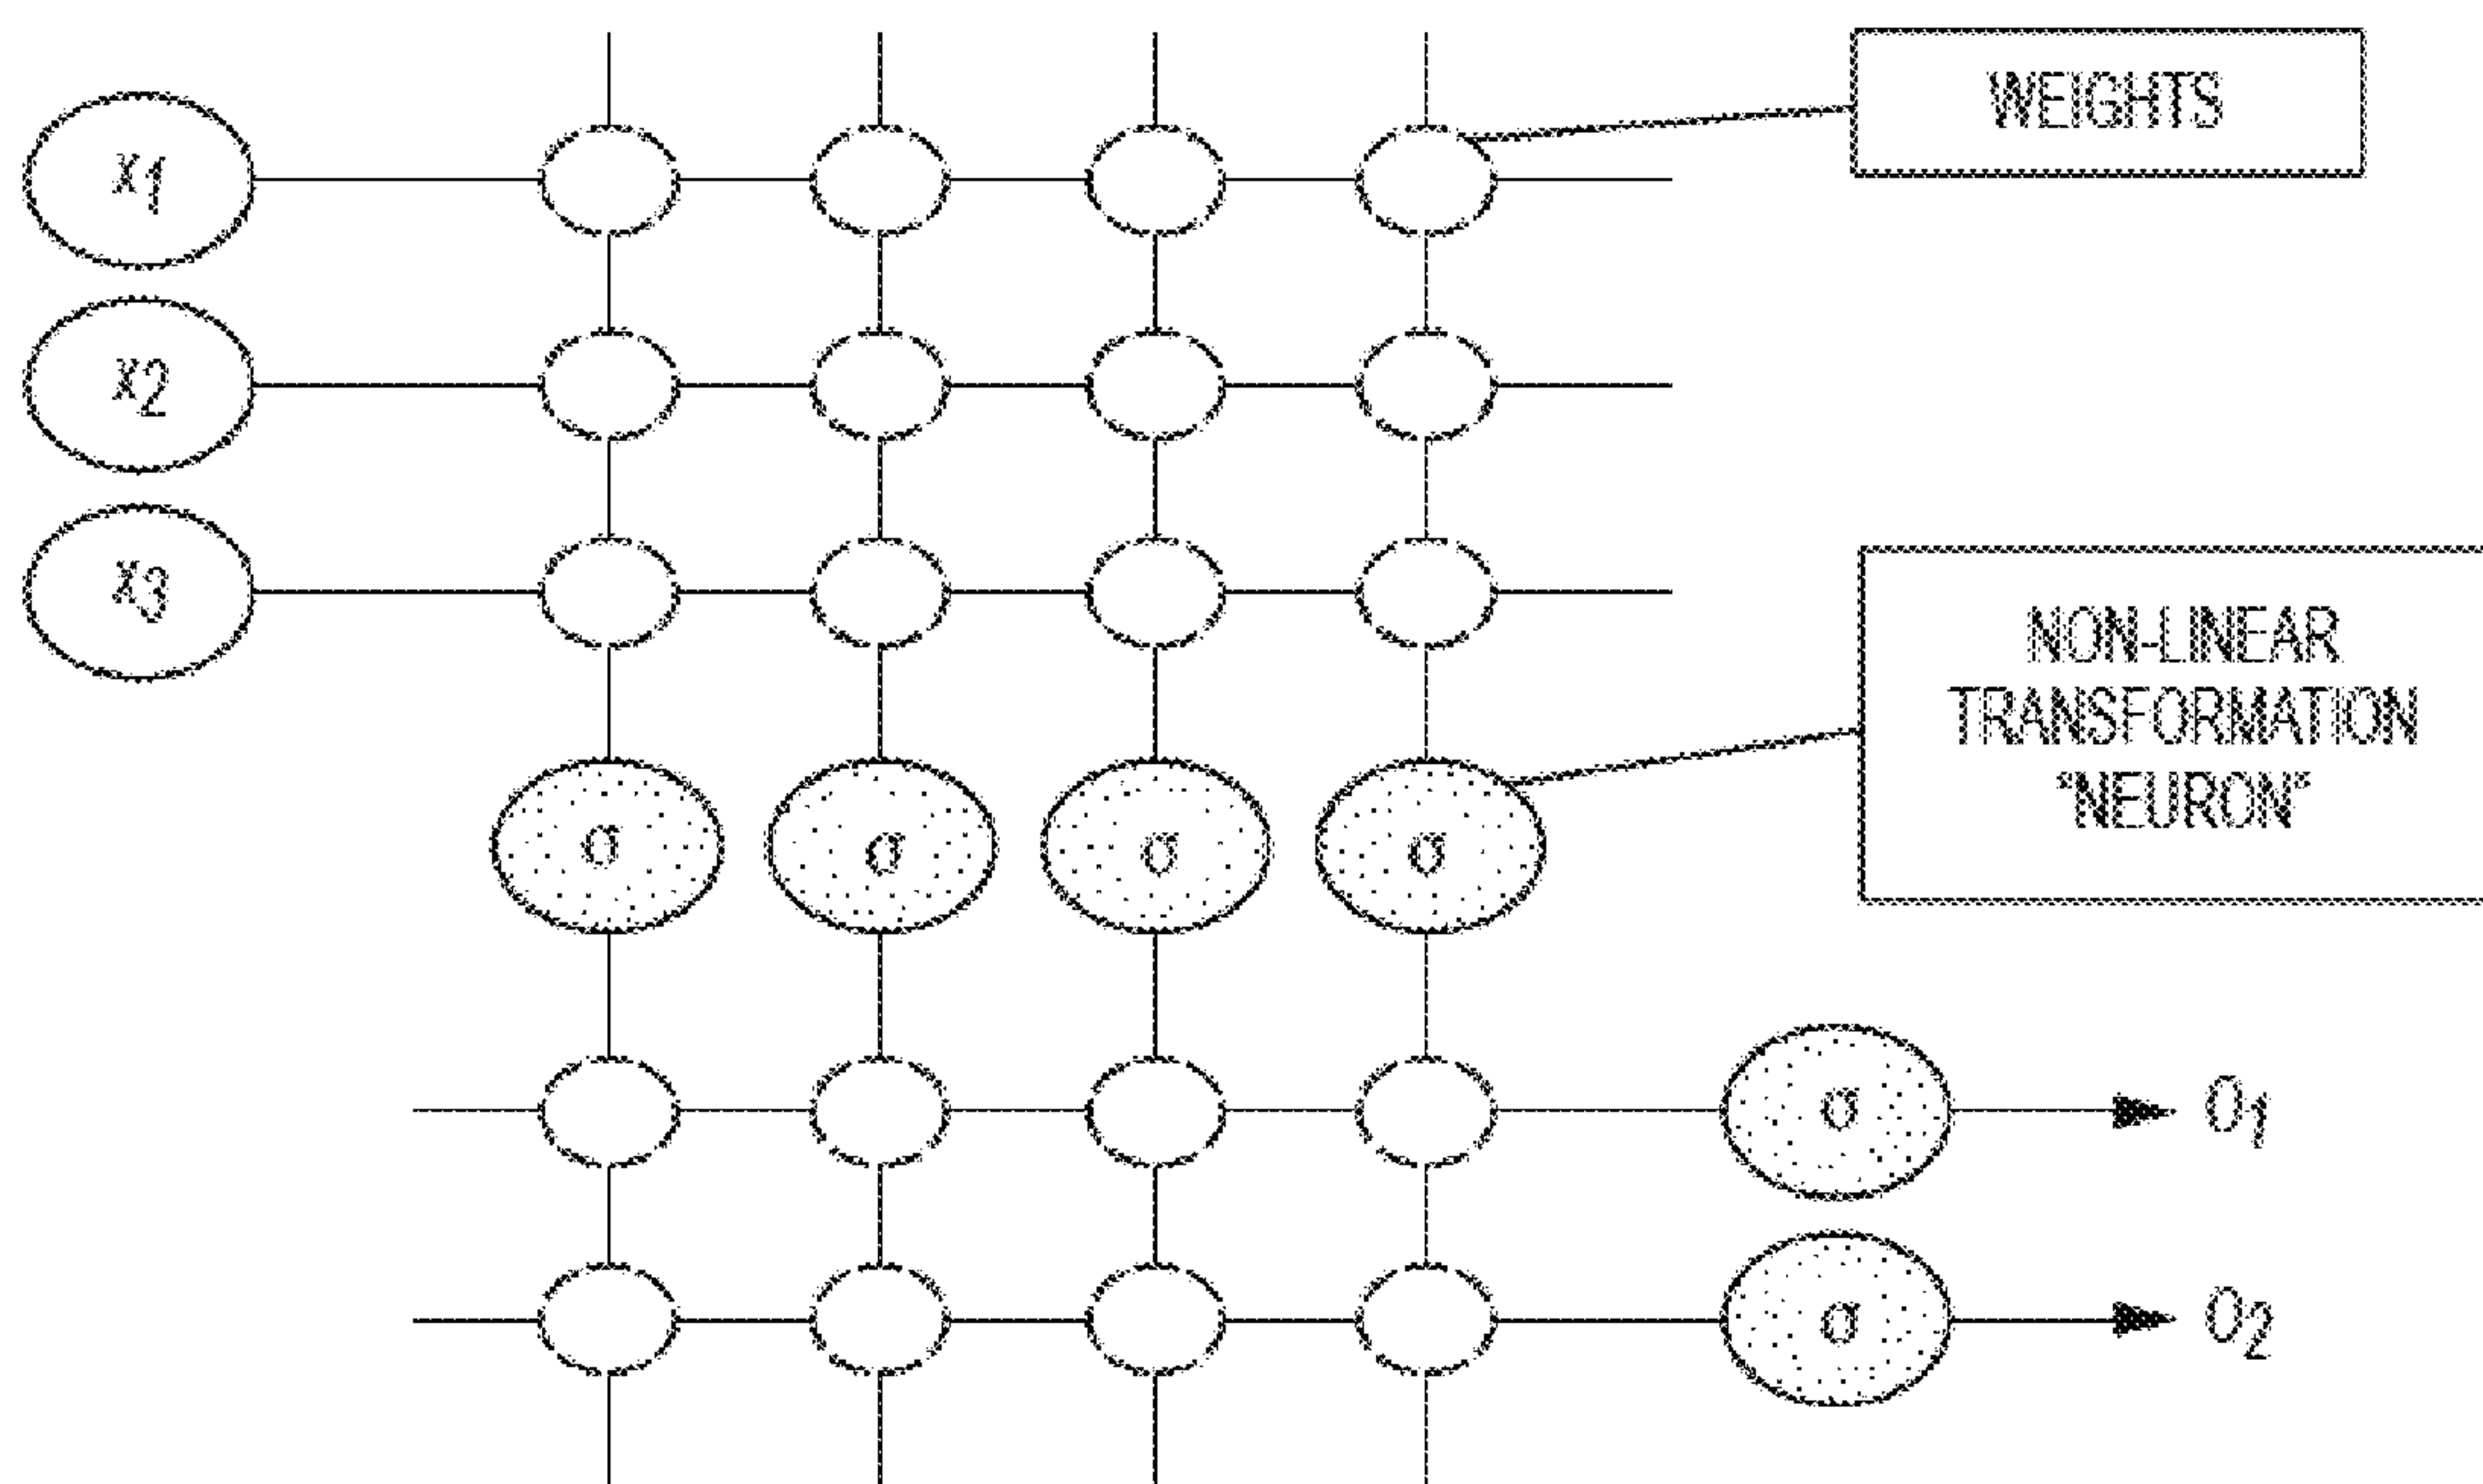 WEIGHTS
x1
x2
x3
NON-LINEAR
TRANSFORMATION
"NEURON"
σ σ σ σ
σ O1
σ O2